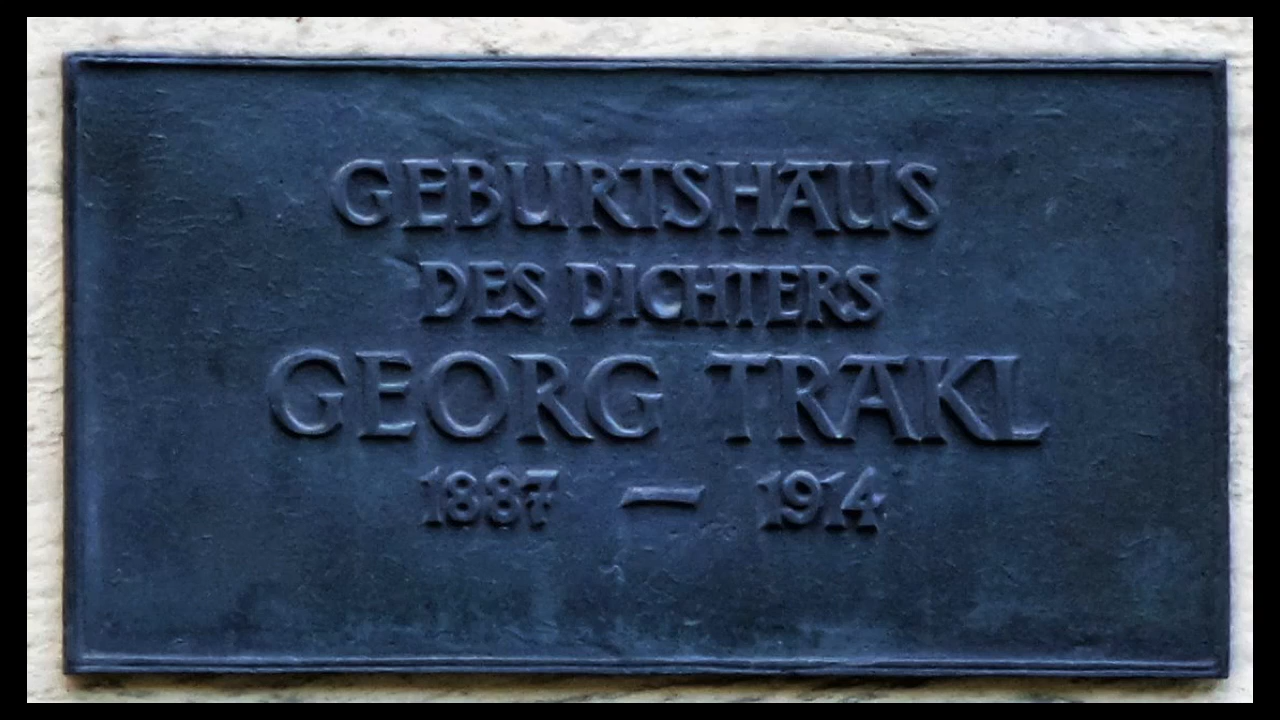 GEBURTSHAUS
DES DICHTERS
GEORG TRAKL
1887 — 1914